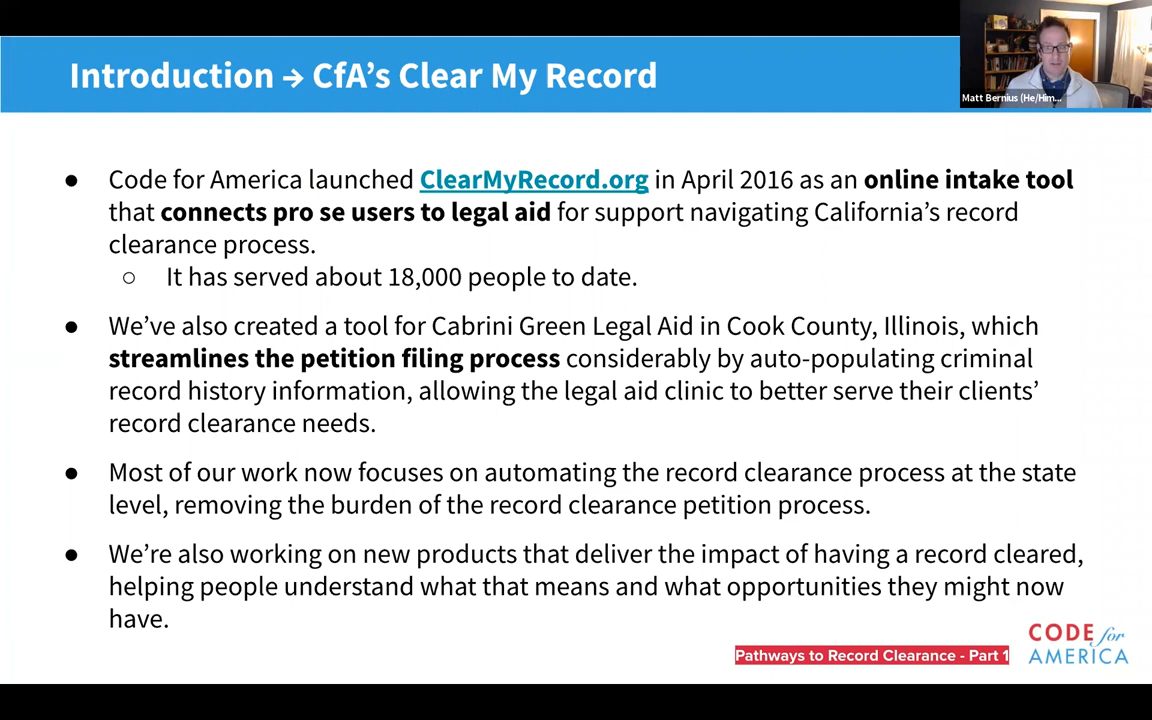 Introduction → CfA's Clear My Record
Matt Bernius (He/Him...
● Code for America launched ClearMyRecord.org in April 2016 as an online intake tool
that connects pro se users to legal aid for support navigating California's record
clearance process.
○ It has served about 18,000 people to date.
● We've also created a tool for Cabrini Green Legal Aid in Cook County, Illinois, which
streamlines the petition filing process considerably by auto-populating criminal
record history information, allowing the legal aid clinic to better serve their clients'
record clearance needs.
● Most of our work now focuses on automating the record clearance process at the state
level, removing the burden of the record clearance petition process.
● We're also working on new products that deliver the impact of having a record cleared,
helping people understand what that means and what opportunities they might now
have.
Pathways to Record Clearance - Part 1
CODE for
AMERICA